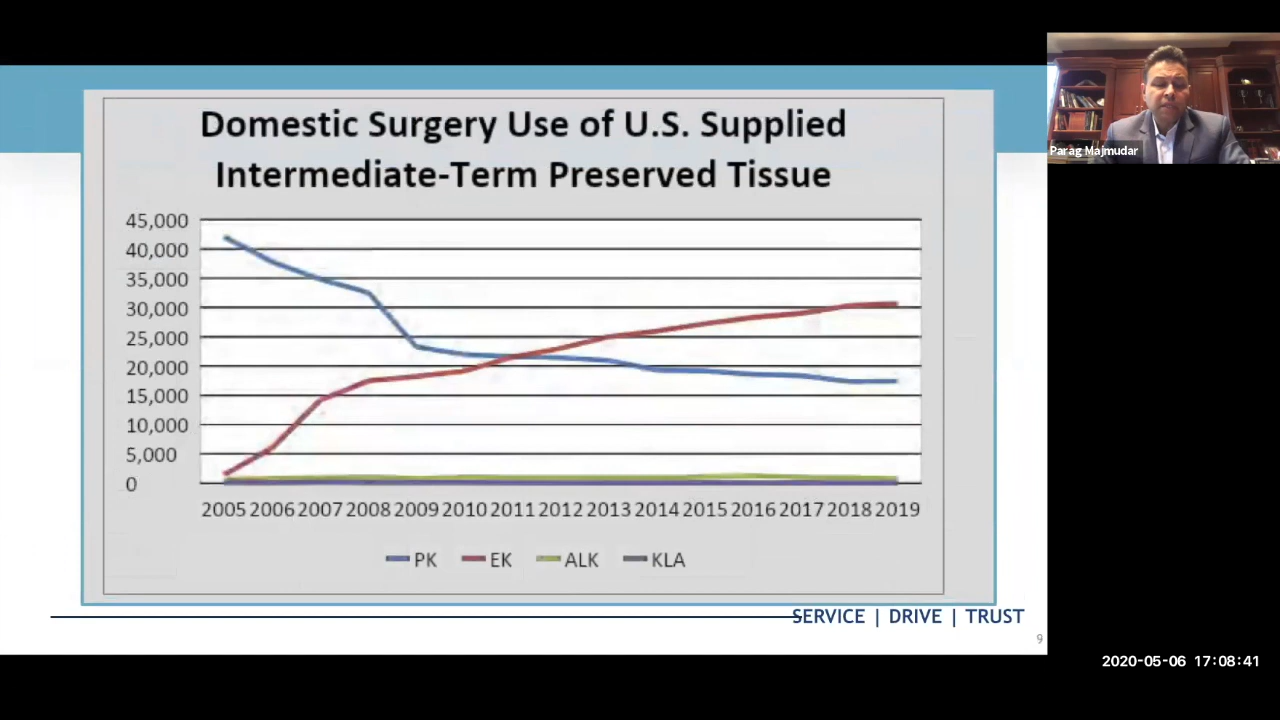 Domestic Surgery Use of U.S. Supplied
Intermediate-Term Preserved Tissue
45,000
40,000
35,000
30,000
25,000
20,000
15,000
10,000
5,000
0
2005 2006 2007 2008 2009 2010 2011 2012 2013 2014 2015 2016 2017 2018 2019
PK EK ALK KLA
SERVICE | DRIVE | TRUST
9
Parag Majmudar
2020-05-06 17:08:41